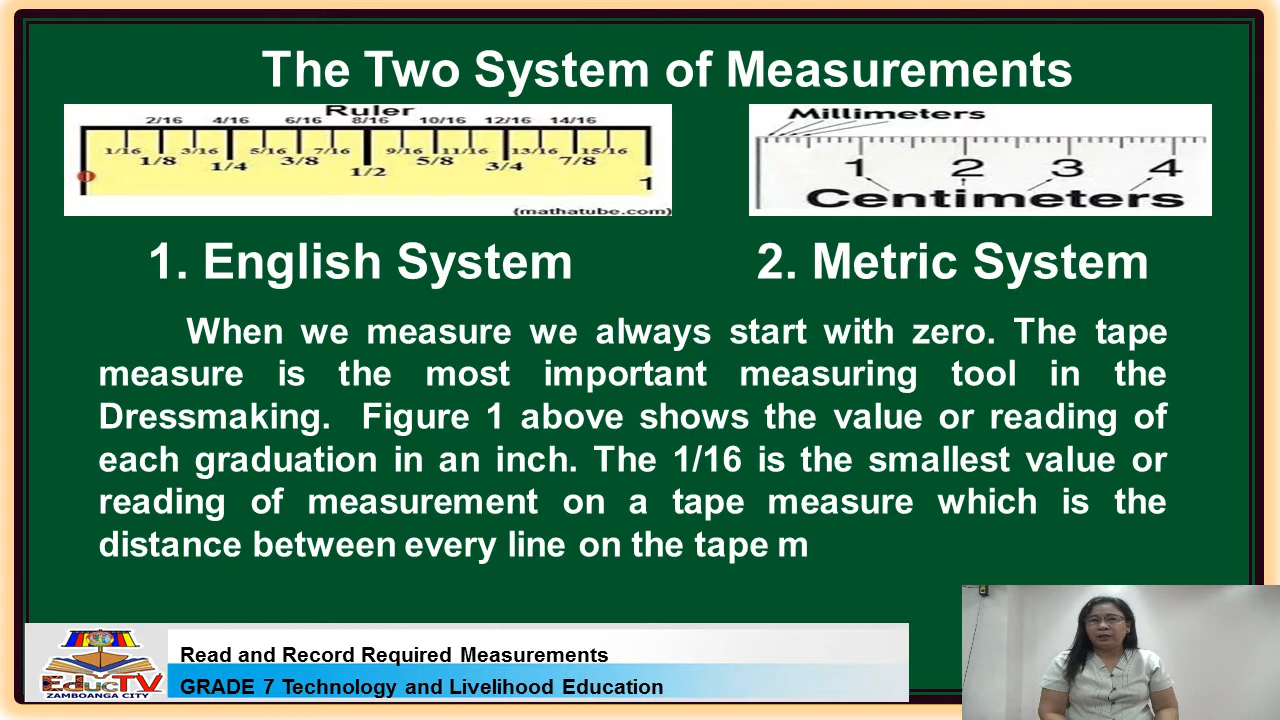 The Two System of Measurements
Ruler
2/16 4/16 6/16 8/16 10/16 12/16 14/16
1/16 3/16 5/16 7/16 9/16 11/16 13/16 15/16
1/8 1/4 3/8 1/2 5/8 3/4 7/8 1
(mathatube.com)
Millimeters
1 2 3 4
Centimeters
1. English System
2. Metric System
When we measure we always start with zero. The tape
measure is the most important measuring tool in the
Dressmaking. Figure 1 above shows the value or reading of
each graduation in an inch. The 1/16 is the smallest value or
reading of measurement on a tape measure which is the
distance between every line on the tape m
EducTV
ZAMBOANGA CITY
Read and Record Required Measurements
GRADE 7 Technology and Livelihood Education